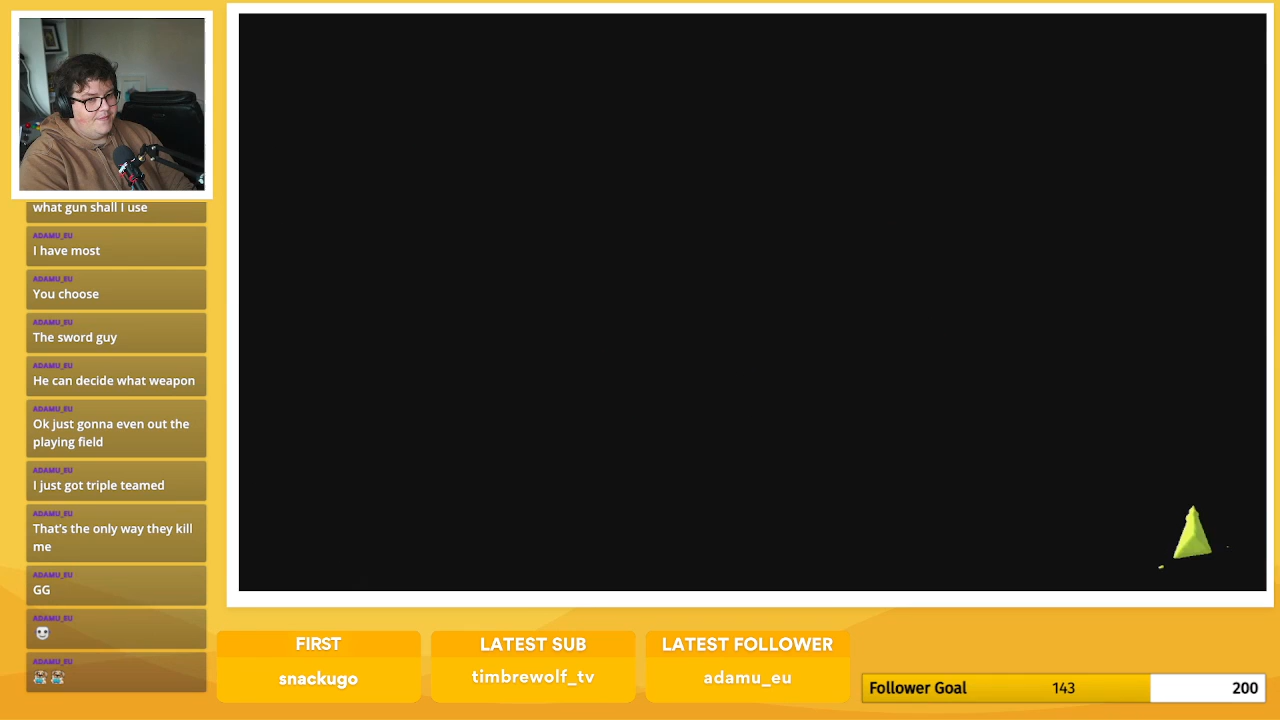 what gun shall I use
ADAMU_EU
I have most
ADAMU_EU
You choose
ADAMU_EU
The sword guy
ADAMU_EU
He can decide what weapon
ADAMU_EU
Ok just gonna even out the
playing field
ADAMU_EU
I just got triple teamed
ADAMU_EU
That's the only way they kill
me
ADAMU_EU
GG
ADAMU_EU
ADAMU_EU
FIRST
snackugo
LATEST SUB
timbrewolf_tv
LATEST FOLLOWER
adamu_eu
Follower Goal 143 200